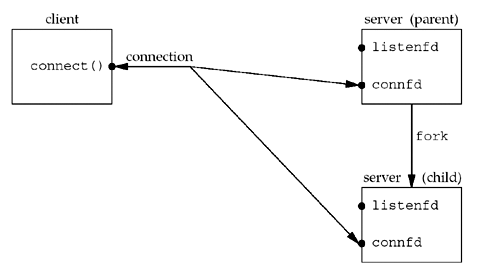 client
connect()
connection
server (parent)
listenfd
connfd
fork
server (child)
listenfd
connfd